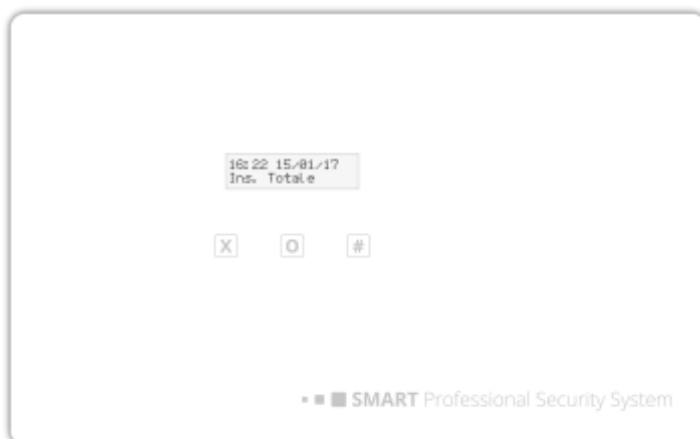 16:22 15/01/17
Ins. Totale
X O #
SMART Professional Security System